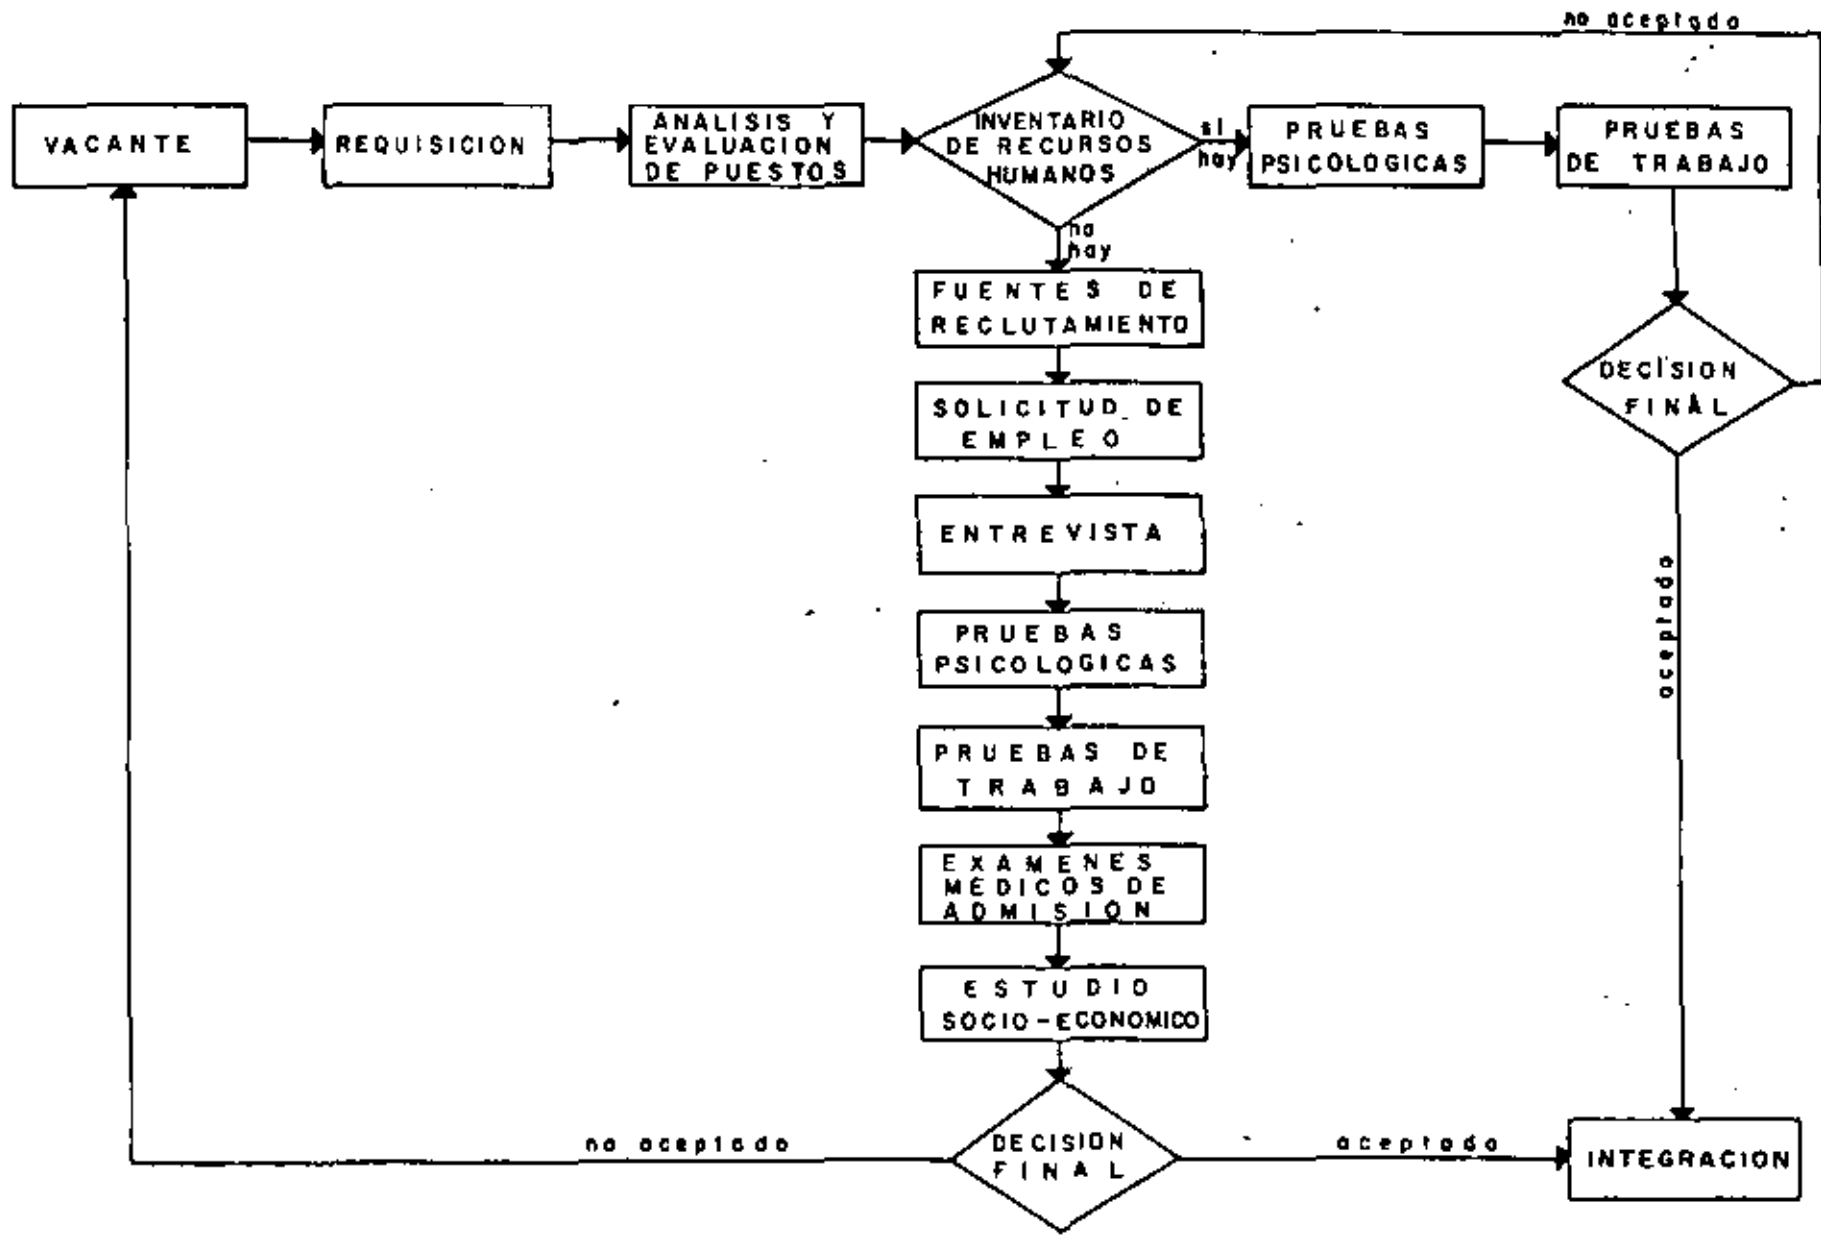 no aceptado
VACANTE
REQUISICION
ANALISIS Y
EVALUACION
DE PUESTOS
INVENTARIO
DE RECURSOS
HUMANOS
si
hay
PRUEBAS
PSICOLOGICAS
PRUEBAS
DE TRABAJO
no
hay
FUENTES DE
RECLUTAMIENTO
DECISION
FINAL
SOLICITUD DE
EMPLEO
ENTREVISTA
aceptado
PRUEBAS
PSICOLOGICAS
PRUEBAS DE
TRABAJO
EXAMENES
MEDICOS DE
ADMISION
ESTUDIO
SOCIO-ECONOMICO
no aceptado
DECISION
FINAL
aceptado
INTEGRACION